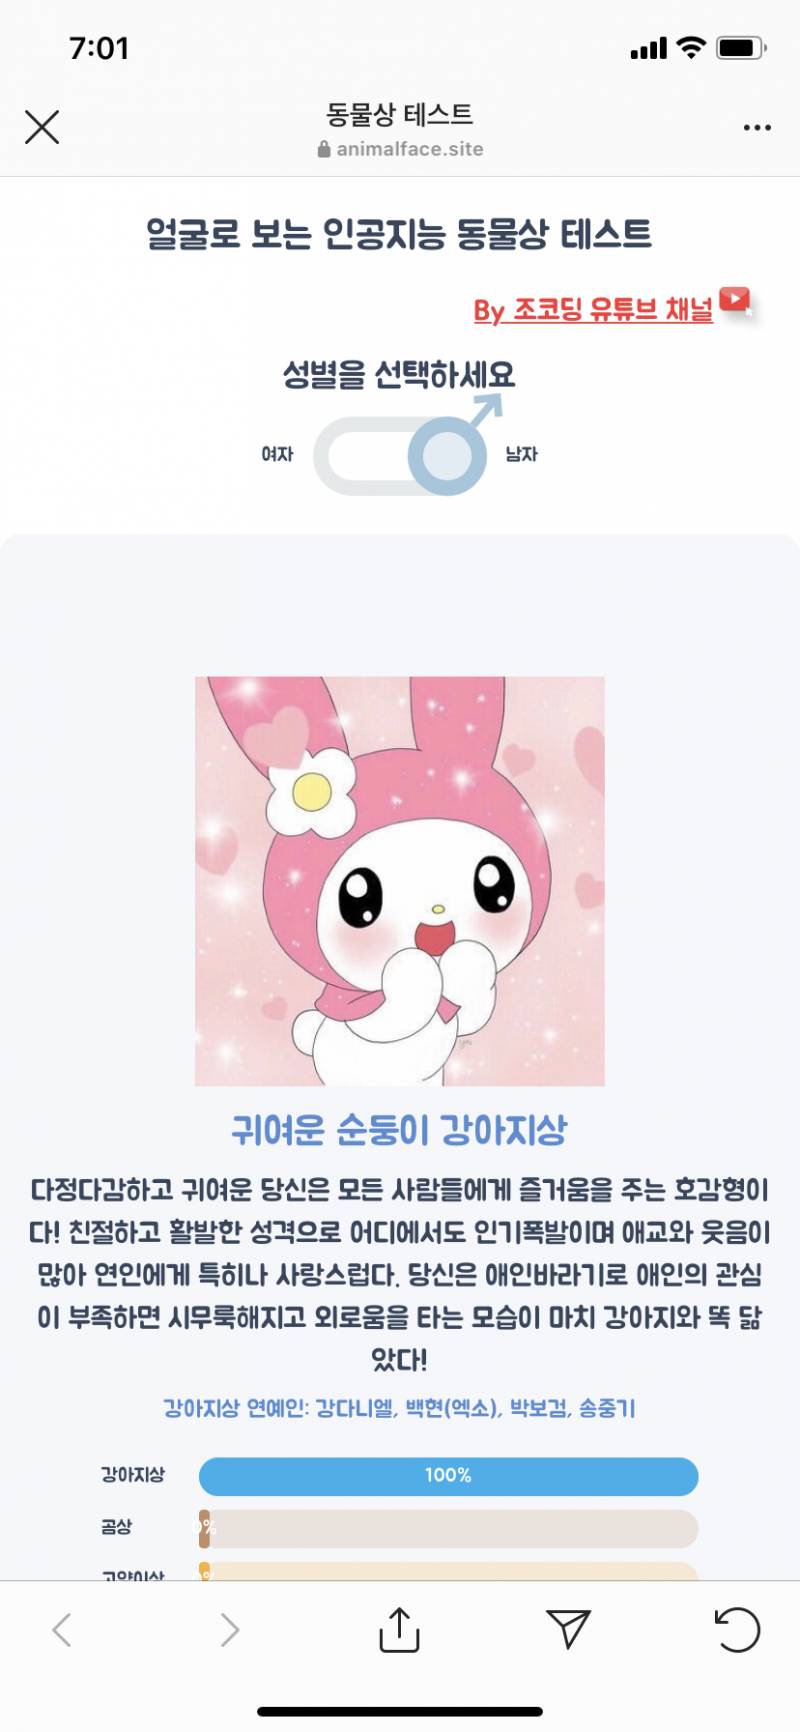 7:01
동물상 테스트
animalface.site
얼굴로 보는 인공지능 동물상 테스트
By 조코딩 유튜브 채널
성별을 선택하세요
여자
남자
귀여운 순둥이 강아지상
다정다감하고 귀여운 당신은 모든 사람들에게 즐거움을 주는 호감형이
다! 친절하고 활발한 성격으로 어디에서도 인기폭발이며 애교와 웃음이
많아 연인에게 특히나 사랑스럽다. 당신은 애인바라기로 애인의 관심
이 부족하면 시무룩해지고 외로움을 타는 모습이 마치 강아지와 똑 닮
았다!
강아지상 연예인: 강다니엘, 백현(엑소), 박보검, 송중기
강아지상 100%
곰상 0%
고양이상 0%